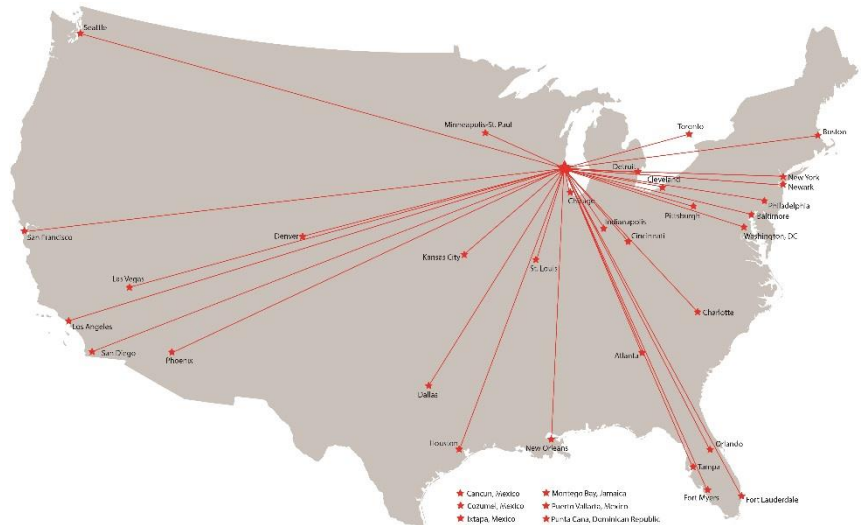 Seattle
Minneapolis-St. Paul
Toronto
Boston
Detroit
Cleveland
New York
Newark
Chicago
Philadelphia
Pittsburgh
Baltimore
Indianapolis
Washington, DC
San Francisco
Denver
Cincinnati
Kansas City
St. Louis
Las Vegas
Charlotte
Los Angeles
San Diego
Phoenix
Atlanta
Dallas
Houston
New Orleans
Orlando
Tampa
Fort Myers
Fort Lauderdale
Cancun, Mexico
Montego Bay, Jamaica
Cozumel, Mexico
Puerto Vallarta, Mexico
Ixtapa, Mexico
Punta Cana, Dominican Republic